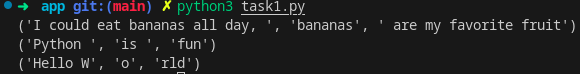 ➜ app git:(main) ✗ python3 task1.py
('I could eat bananas all day, ', 'bananas', ' are my favorite fruit')
('Python ', 'is ', 'fun')
('Hello W', 'o', 'rld')